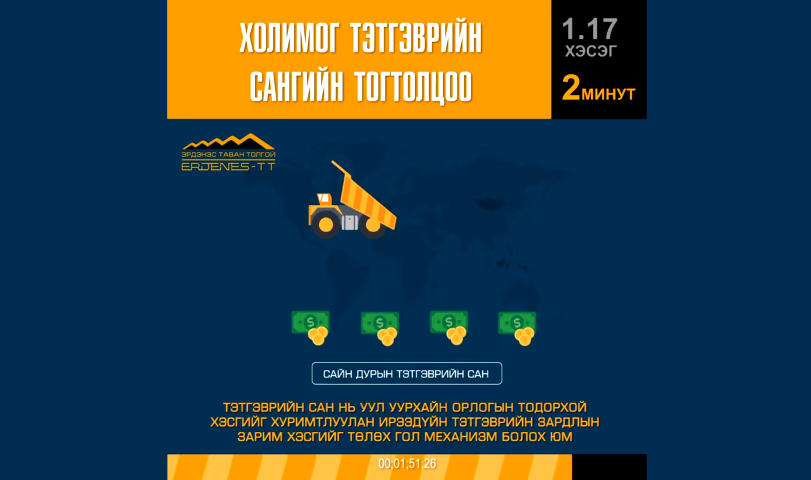 ХОЛИМОГ ТЭТГЭВРИЙН
САНГИЙН ТОГТОЛЦОО
1.17
ХЭСЭГ
2МИНУТ
ЭРДЭНЭС ТАВАН ТОЛГОЙ
ERDENES-TT
САЙН ДУРЫН ТЭТГЭВРИЙН САН
ТЭТГЭВРИЙН САН НЬ УУЛ УУРХАЙН ОРЛОГЫН ТОДОРХОЙ
ХЭСГИЙГ ХУРИМТЛУУЛАН ИРЭЭДҮЙН ТЭТГЭВРИЙН ЗАРДЛЫН
ЗАРИМ ХЭСГИЙГ ТӨЛӨХ ГОЛ МЕХАНИЗМ БОЛОХ ЮМ
00;01;51;26